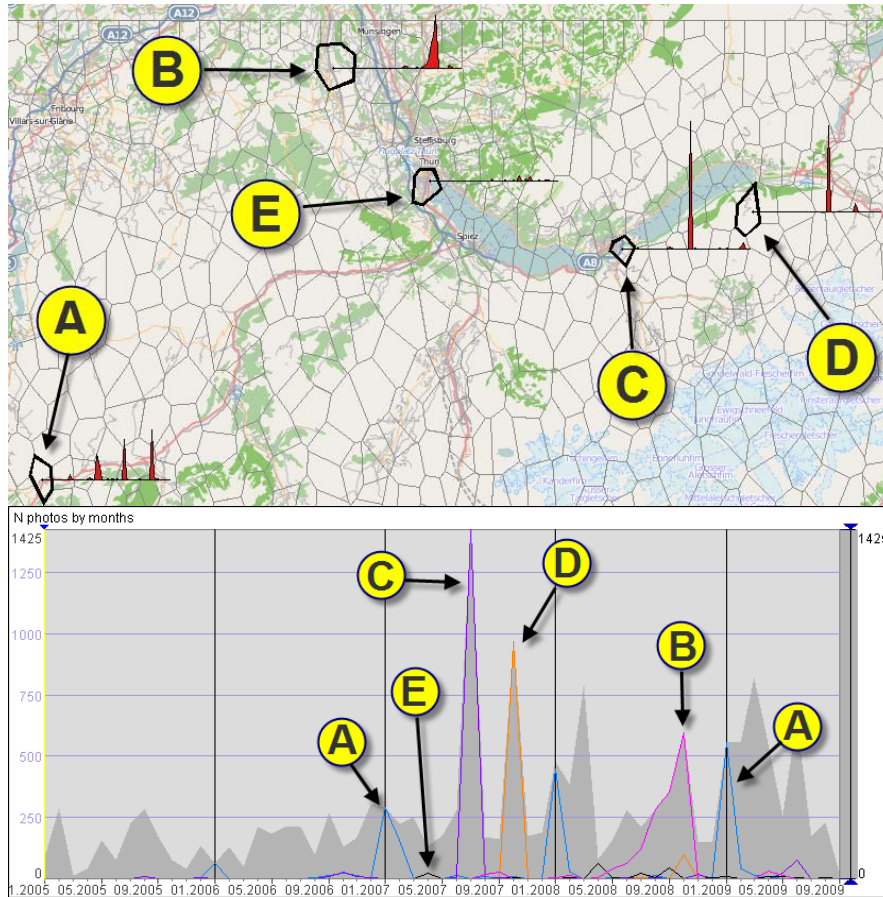 A12
A12
Münsingen
B
Fribourg
Villars-sur-Glâne
Steffisburg
Thun
E
Spiez
A8
A
C
D
N photos by months
1425
1429
1250
1000
750
500
250
0
0
C
D
B
E
A
A
1.2005 05.2005 09.2005 01.2006 05.2006 09.2006 01.2007 05.2007 09.2007 01.2008 05.2008 09.2008 01.2009 05.2009 09.2009